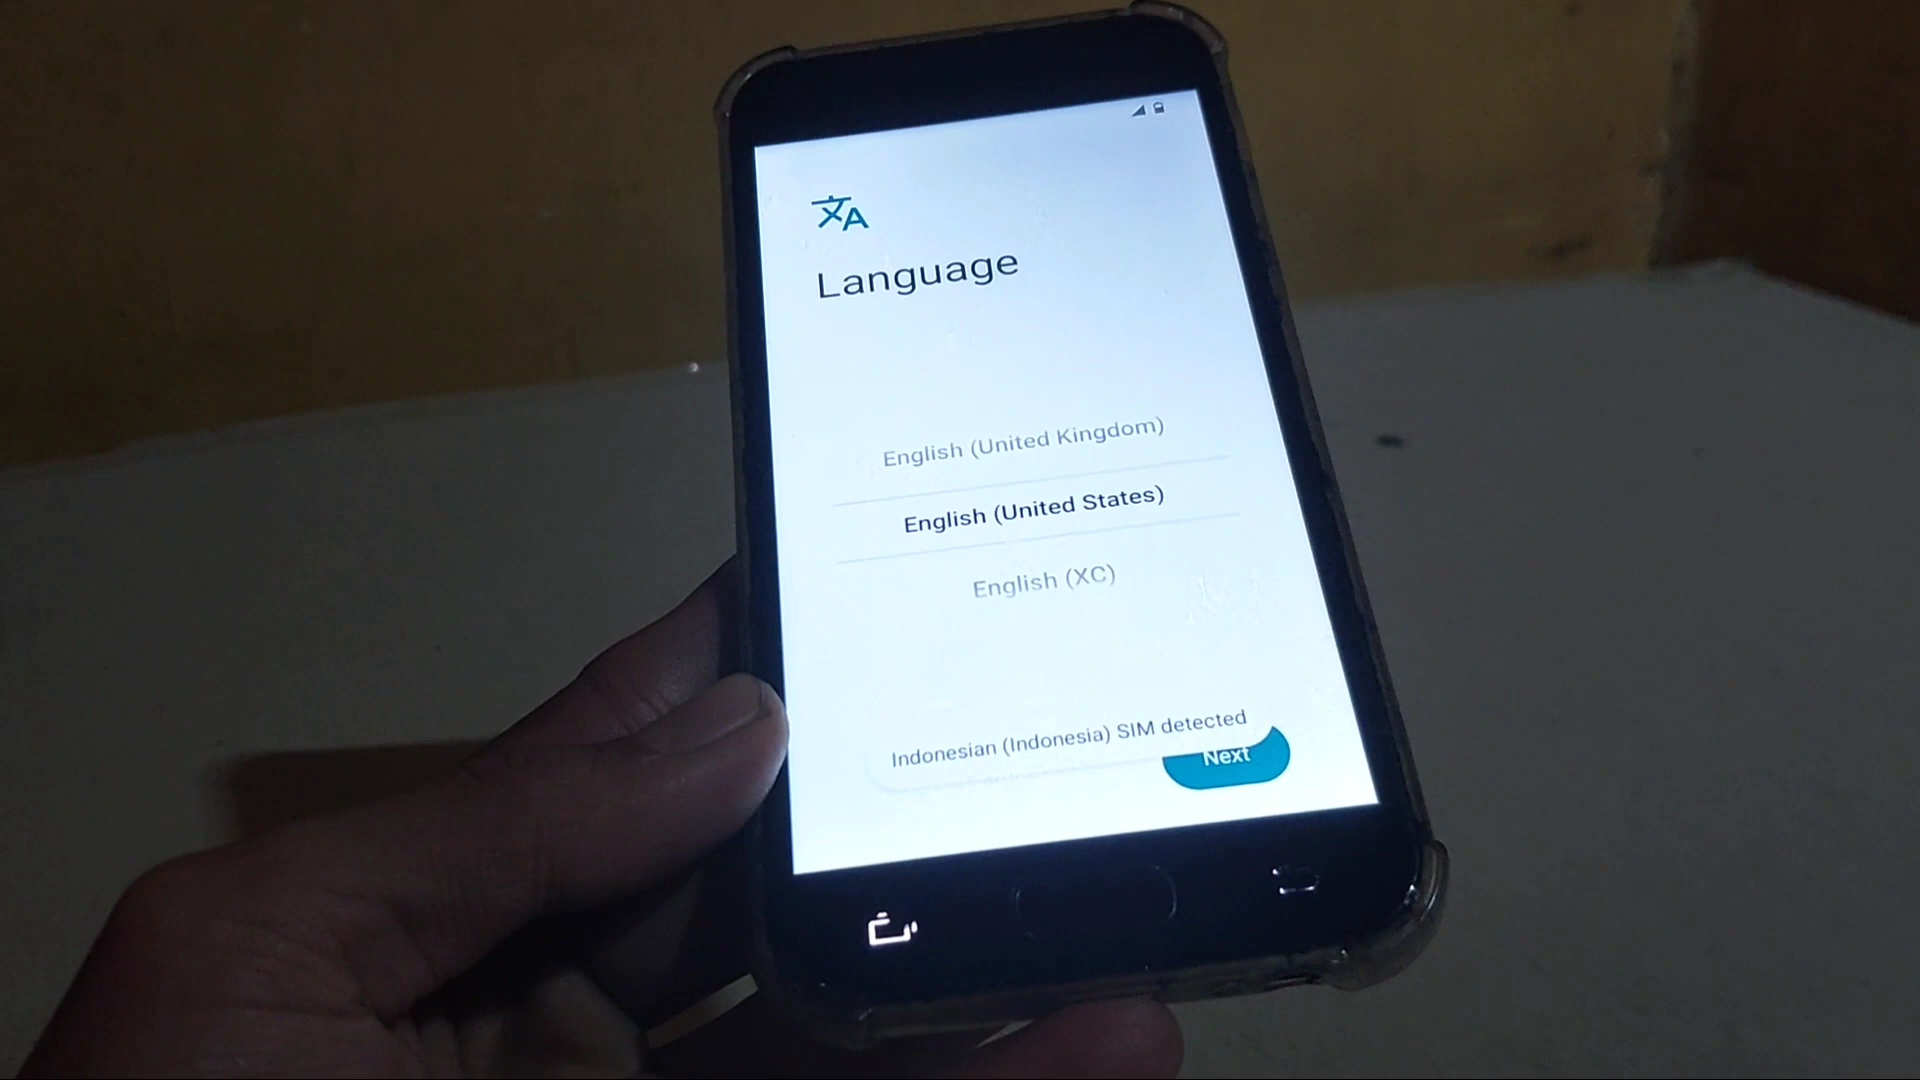 Language
English (United Kingdom)
English (United States)
English (XC)
Indonesian (Indonesia) SIM detected
Next